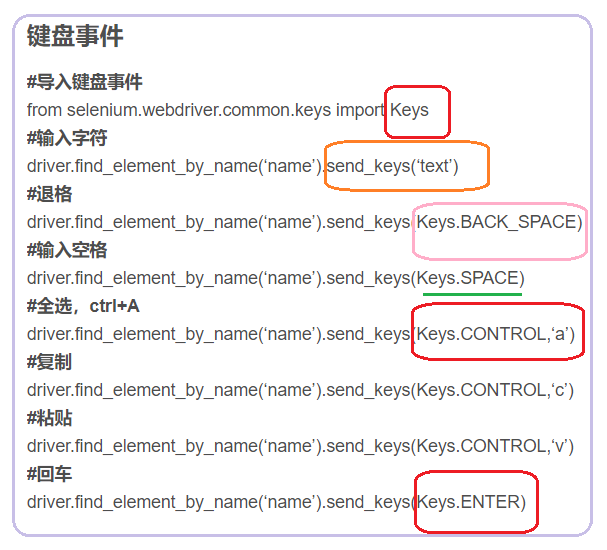 键盘事件
#导入键盘事件
from selenium.webdriver.common.keys import Keys
#输入字符
driver.find_element_by_name(‘name’).send_keys(‘text’)
#退格
driver.find_element_by_name(‘name’).send_keys(Keys.BACK_SPACE)
#输入空格
driver.find_element_by_name(‘name’).send_keys(Keys.SPACE)
#全选，ctrl+A
driver.find_element_by_name(‘name’).send_keys(Keys.CONTROL,‘a’)
#复制
driver.find_element_by_name(‘name’).send_keys(Keys.CONTROL,‘c’)
#粘贴
driver.find_element_by_name(‘name’).send_keys(Keys.CONTROL,‘v’)
#回车
driver.find_element_by_name(‘name’).send_keys(Keys.ENTER)